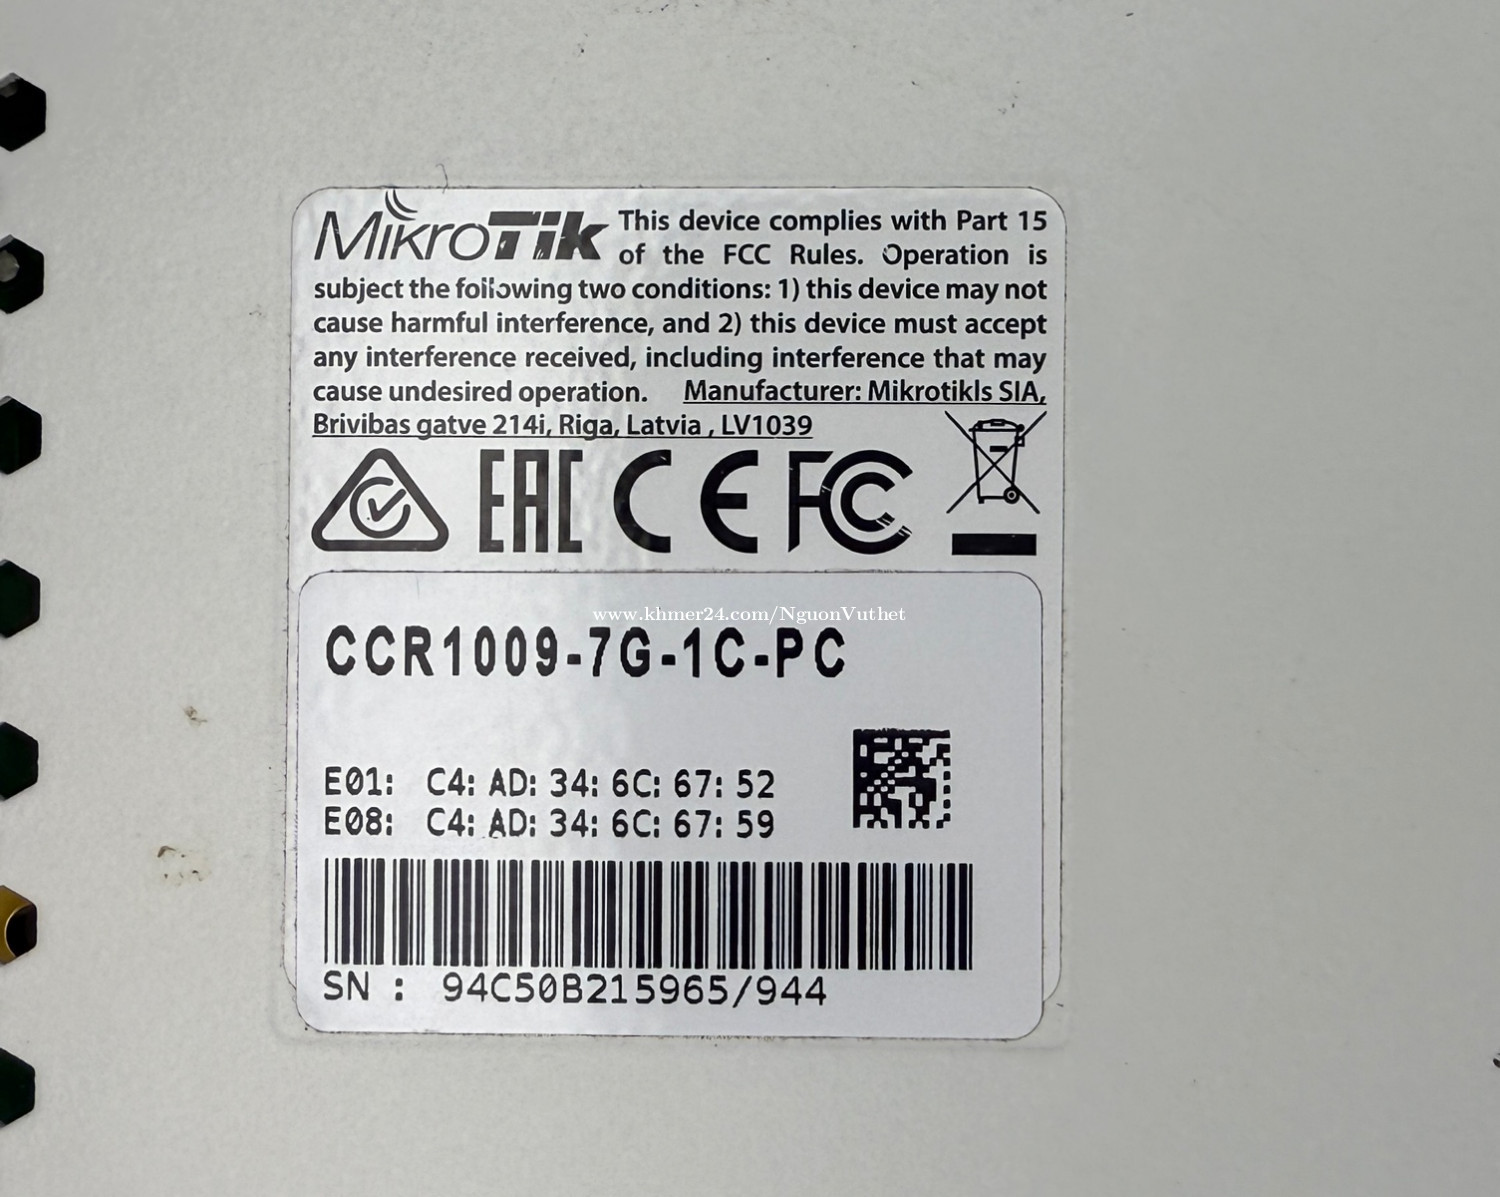 MikroTik This device complies with Part 15
of the FCC Rules. Operation is
subject the following two conditions: 1) this device may not
cause harmful interference, and 2) this device must accept
any interference received, including interference that may
cause undesired operation. Manufacturer: Mikrotikls SIA,
Brivibas gatve 214i, Riga, Latvia , LV1039
EAC CE FC
www.khmer24.com/NguonVuthet
CCR1009-7G-1C-PC
E01: C4: AD: 34: 6C: 67: 52
E08: C4: AD: 34: 6C: 67: 59
SN : 94C50B215965/944